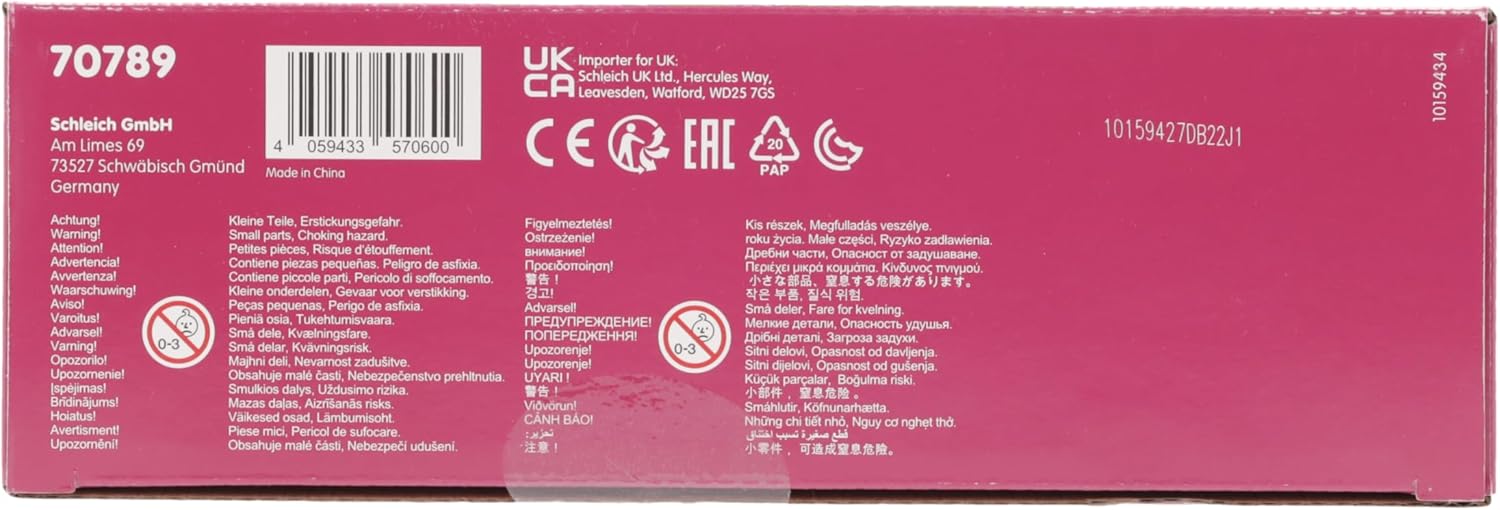 70789
Schleich GmbH
Am Limes 69
73527 Schwäbisch Gmünd
Germany
4 059433 570600
Made in China
UK
CA
Importer for UK:
Schleich UK Ltd., Hercules Way,
Leavesden, Watford, WD25 7GS
CE
EAC
20
PAP
10159427DB22J1
10159434
Achtung! Kleine Teile, Erstickungsgefahr.
Warning! Small parts, Choking hazard.
Attention! Petites pièces, Risque d'étouffement.
Advertencia! Contiene piezas pequeñas. Peligro de asfixia.
Avvertenza! Contiene piccole parti, Pericolo di soffocamento.
Waarschuwing! Kleine onderdelen, Gevaar voor verstikking.
Aviso! Peças pequenas, Perigo de asfixia.
Varoitus! Pieniä osia, Tukehtumisvaara.
Advarsel! Små dele, Kvælningsfare.
Varning! Små delar, Kvävningsrisk.
Opozorilo! Majhni deli, Nevarnost zadušitve.
Upozornenie! Obsahuje malé časti, Nebezpečenstvo prehltnutia.
Įspėjimas! Smulkios dalys, Uždusimo rizika.
Brīdinājums! Mazas daļas, Aizrīšanās risks.
Hoiatus! Väikesed osad, Lämbumisoht.
Avertisment! Piese mici, Pericol de sufocare.
Upozornění! Obsahuje malé části, Nebezpečí udušení.
0-3
Figyelmeztetés! Kis részek, Megfulladás veszélye.
Ostrzeżenie! roku życia. Małe części, Ryzyko zadławienia.
внимание! Дребни части, Опасност от задушаване.
Προειδοποίηση! Περιέχει μικρά κομμάτια. Κίνδυνος πνιγμού.
警告！ 小さな部品、窒息する危険があります。
경고! 작은 부품, 질식 위험.
Advarsel! Små deler, Fare for kvelning.
ПРЕДУПРЕЖДЕНИЕ! Мелкие детали, Опасность удушья.
ПОПЕРЕДЖЕННЯ! Дрібні деталі, Загроза задухи.
Upozorenje! Sitni delovi, Opasnost od davljenja.
Upozorenje! Sitni dijelovi, Opasnost od gušenja.
UYARI ! Küçük parçalar, Boğulma riski.
警告！ 小部件，窒息危險。
Viðvörun! Smáhlutir, Köfnunarhætta.
CẢNH BÁO! Những chi tiết nhỏ, Nguy cơ nghẹt thở.
تحذير: قطع صغيرة تسبب اختناق
注意！ 小零件，可造成窒息危险。
0-3